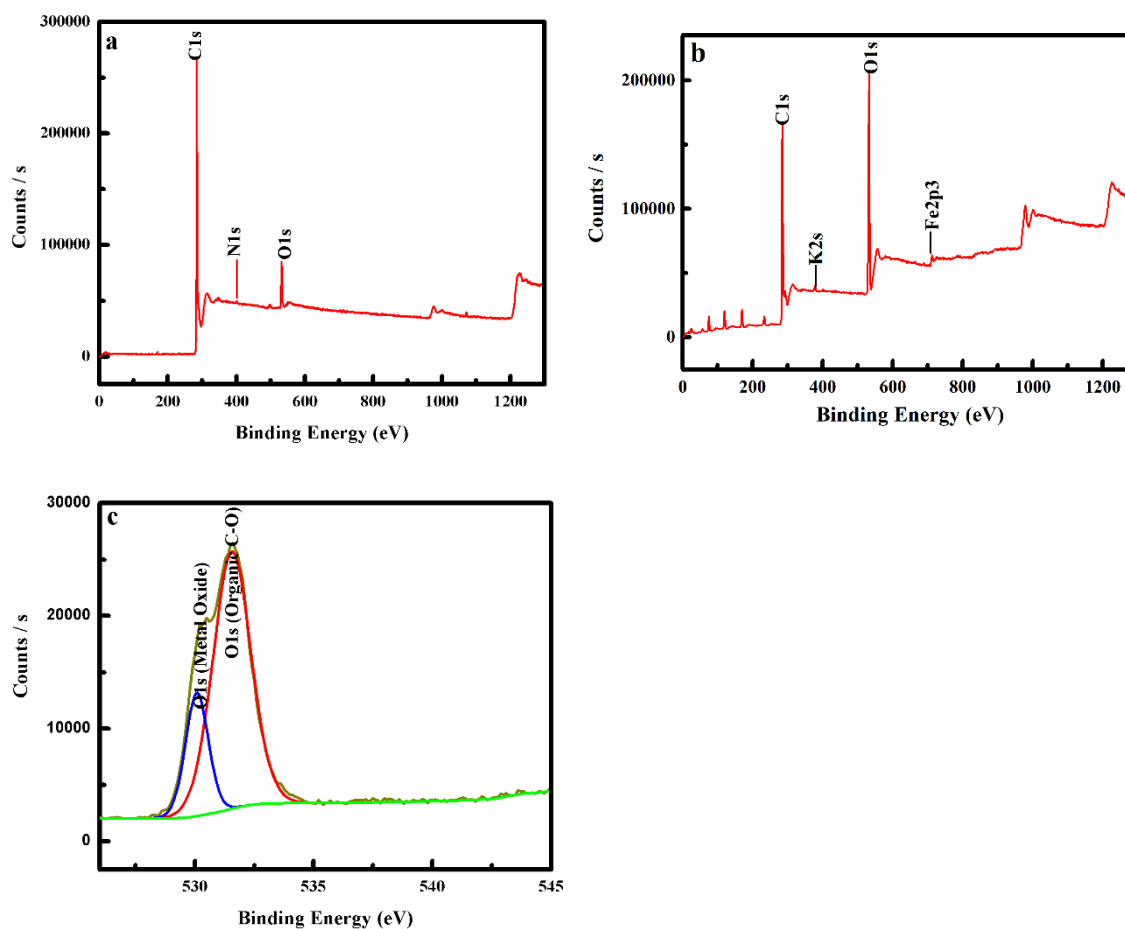 a
300000
200000
100000
0
Counts / s
C1s
N1s
O1s
0 200 400 600 800 1000 1200
Binding Energy (eV)
b
200000
100000
0
Counts / s
C1s
K2s
O1s
Fe2p3
0 200 400 600 800 1000 1200
Binding Energy (eV)
c
30000
20000
10000
0
Counts / s
O1s (Metal Oxide)
O1s (Organic C-O)
530 535 540 545
Binding Energy (eV)